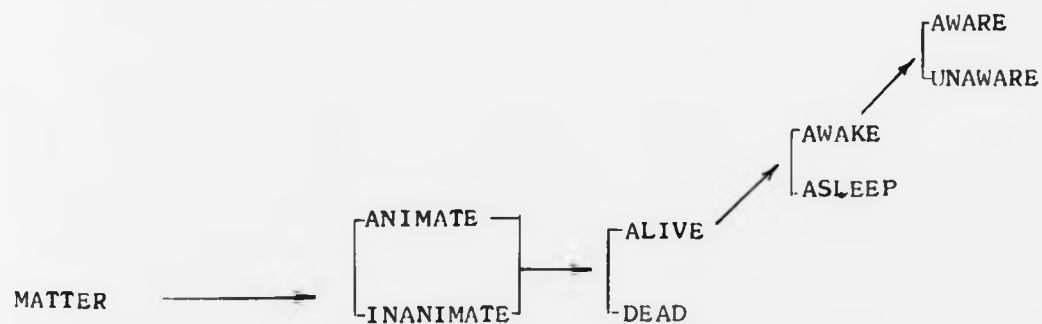 AWARE
UNAWARE
AWAKE
ASLEEP
ANIMATE
ALIVE
MATTER
INANIMATE
DEAD